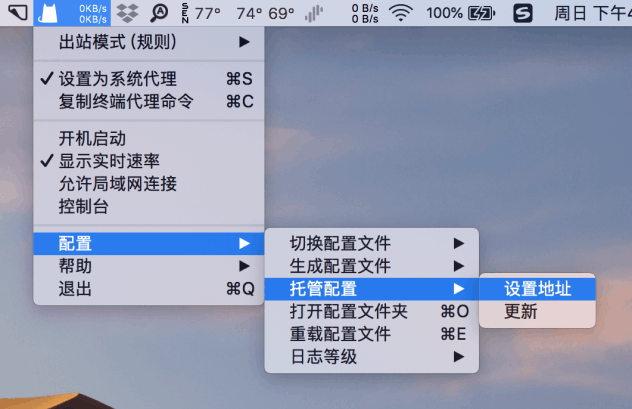 0KB/s
0KB/s
SEN 77° 74° 69°
0 B/s
0 B/s
100%
周日 下午4
出站模式 (规则)
设置为系统代理 ⌘S
复制终端代理命令 ⌘C
开机启动
显示实时速率
允许局域网连接
控制台
配置
帮助
退出 ⌘Q
切换配置文件
生成配置文件
托管配置
打开配置文件夹 ⌘O
重载配置文件 ⌘E
日志等级
设置地址
更新